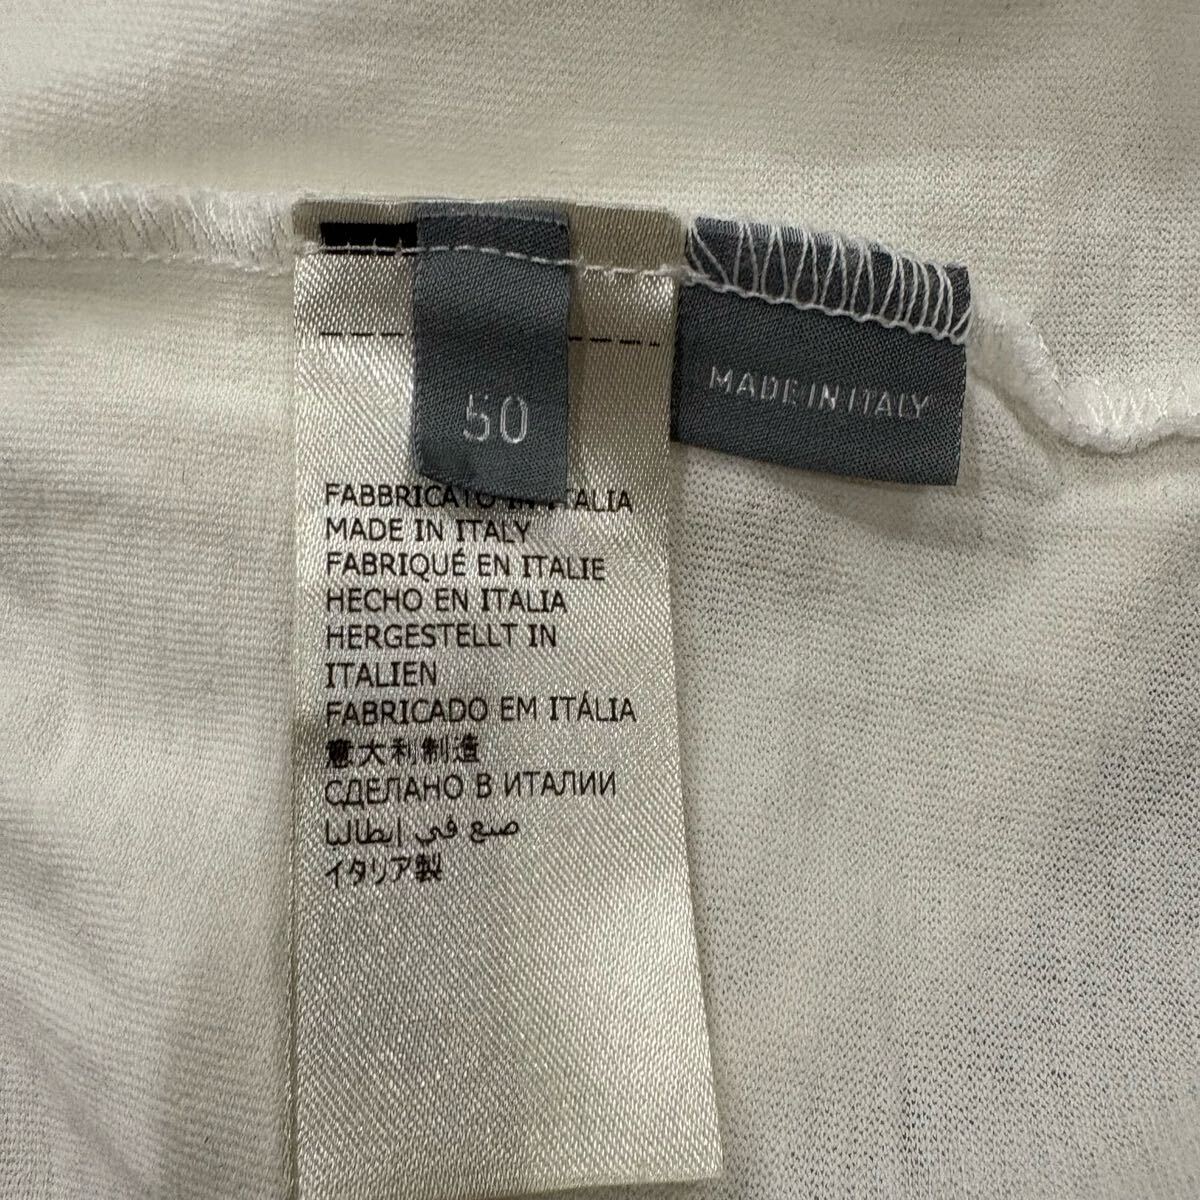 50
MADE IN ITALY
FABBRICATO IN ITALIA
MADE IN ITALY
FABRIQUÉ EN ITALIE
HECHO EN ITALIA
HERGESTELLT IN
ITALIEN
FABRICADO EM ITÁLIA
意大利制造
СДЕЛАНО В ИТАЛИИ
صنع في إيطاليا
イタリア製